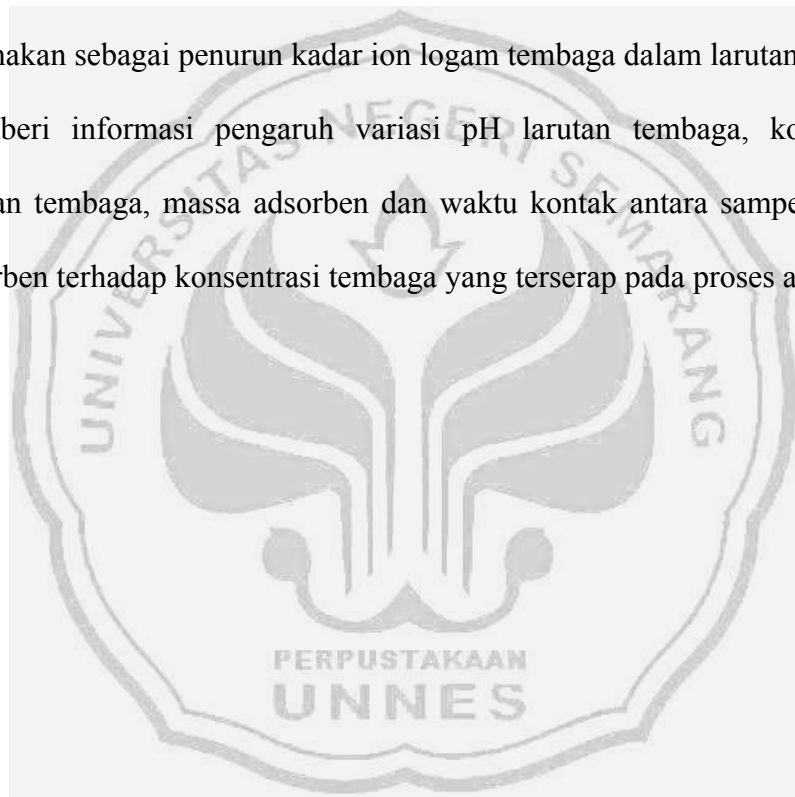 nakan sebagai penurun kadar ion logam tembaga dalam larutan
beri informasi pengaruh variasi pH larutan tembaga, ko
an tembaga, massa adsorben dan waktu kontak antara sampe
rben terhadap konsentrasi tembaga yang terserap pada proses a
UNIVERSITAS NEGERI SEMARANG
PERPUSTAKAAN
UNNES